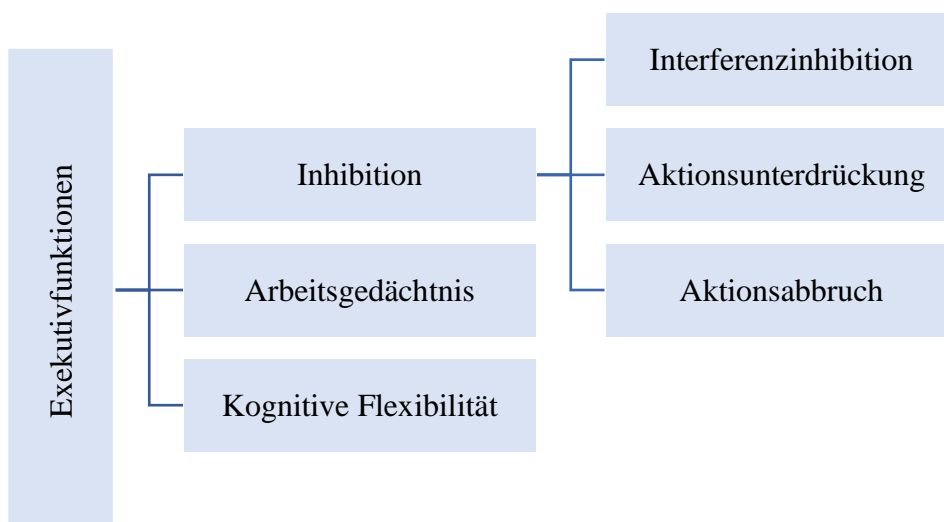 Exekutivfunktionen
Inhibition
Arbeitsgedächtnis
Kognitive Flexibilität
Interferenzinhibition
Aktionsunterdrückung
Aktionsabbruch